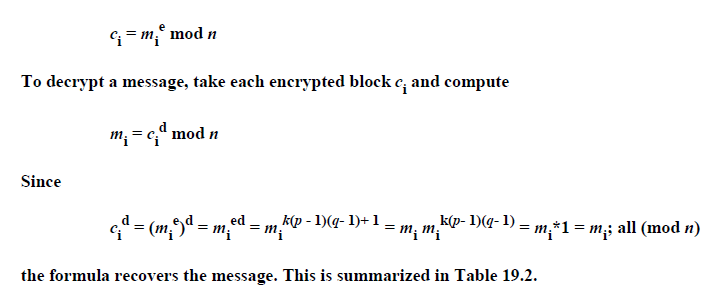 c_i = m_i^e mod n
To decrypt a message, take each encrypted block c_i and compute
m_i = c_i^d mod n
Since
c_i^d = (m_i^e)^d = m_i^ed = m_i^k(p - 1)(q- 1)+ 1 = m_i m_i^k(p- 1)(q- 1) = m_i*1 = m_i; all (mod n)
the formula recovers the message. This is summarized in Table 19.2.